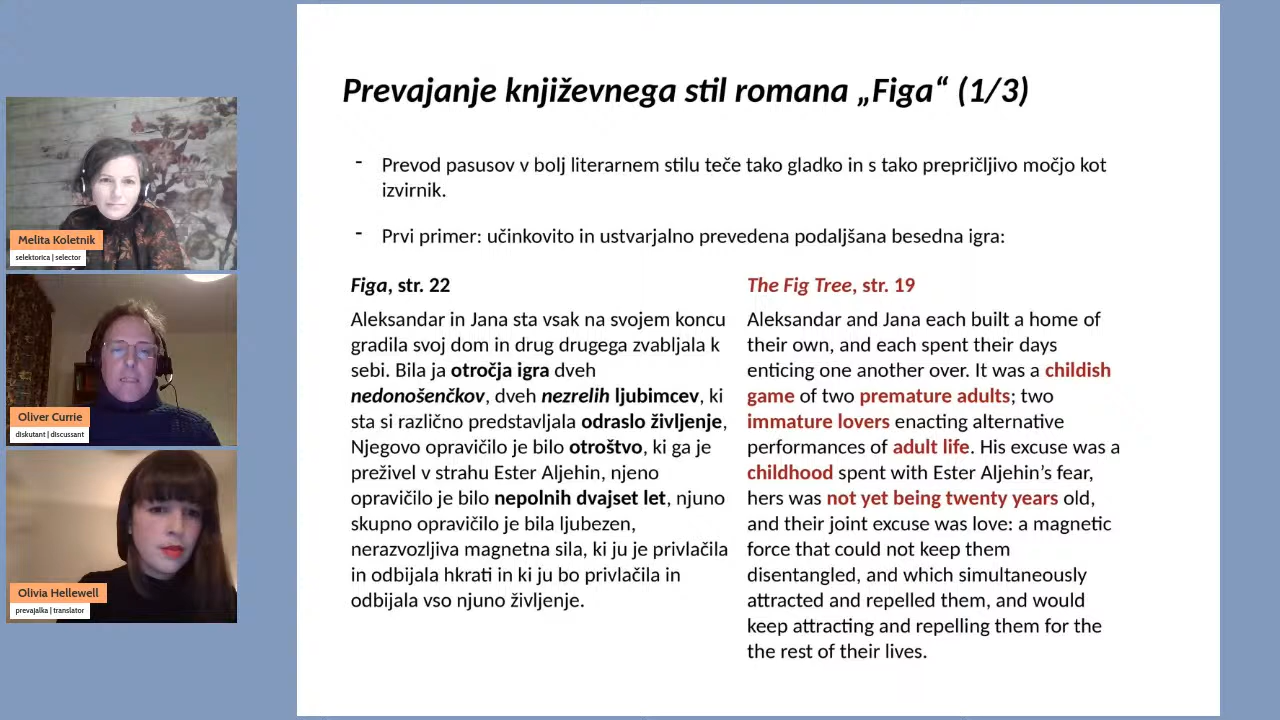 Prevajanje književnega stil romana „Figa“ (1/3)
- Prevod pasusov v bolj literarnem stilu teče tako gladko in s tako prepričljivo močjo kot
izvirnik.
- Prvi primer: učinkovito in ustvarjalno prevedena podaljšana besedna igra:
Figa, str. 22
Aleksandar in Jana sta vsak na svojem koncu
gradila svoj dom in drug drugega zvabljala k
sebi. Bila ja otročja igra dveh
nedonošenčkov, dveh nezrelih ljubimcev, ki
sta si različno predstavljala odraslo življenje,
Njegovo opravičilo je bilo otroštvo, ki ga je
preživel v strahu Ester Aljehin, njeno
opravičilo je bilo nepolnih dvajset let, njuno
skupno opravičilo je bila ljubezen,
nerazvozljiva magnetna sila, ki ju je privlačila
in odbijala hkrati in ki ju bo privlačila in
odbijala vso njuno življenje.
The Fig Tree, str. 19
Aleksandar and Jana each built a home of
their own, and each spent their days
enticing one another over. It was a childish
game of two premature adults; two
immature lovers enacting alternative
performances of adult life. His excuse was a
childhood spent with Ester Aljehin’s fear,
hers was not yet being twenty years old,
and their joint excuse was love: a magnetic
force that could not keep them
disentangled, and which simultaneously
attracted and repelled them, and would
keep attracting and repelling them for the
the rest of their lives.
Melita Koletnik
selektorica | selector
Oliver Currie
diskutant | discussant
Olivia Hellewell
prevajalka | translator